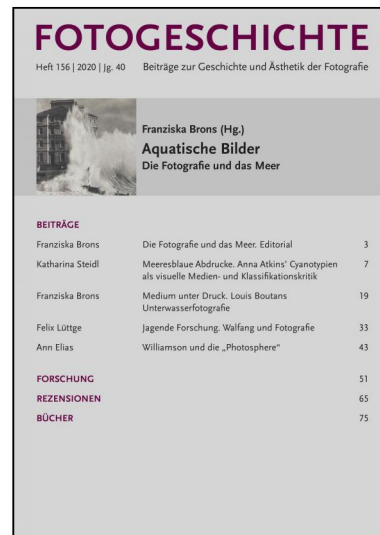 FOTOGESCHICHTE
Heft 156 | 2020 | Jg. 40 Beiträge zur Geschichte und Ästhetik der Fotografie
Franziska Brons (Hg.)
Aquatische Bilder
Die Fotografie und das Meer
BEITRÄGE
Franziska Brons Die Fotografie und das Meer. Editorial 3
Katharina Steidl Meeresblaue Abdrucke. Anna Atkins’ Cyanotypien 7
als visuelle Medien- und Klassifikationskritik
Franziska Brons Medium unter Druck. Louis Boutans 19
Unterwasserfotografie
Felix Lüttge Jagende Forschung. Walfang und Fotografie 33
Ann Elias Williamson und die „Photosphere“ 43
FORSCHUNG 51
REZENSIONEN 65
BÜCHER 75